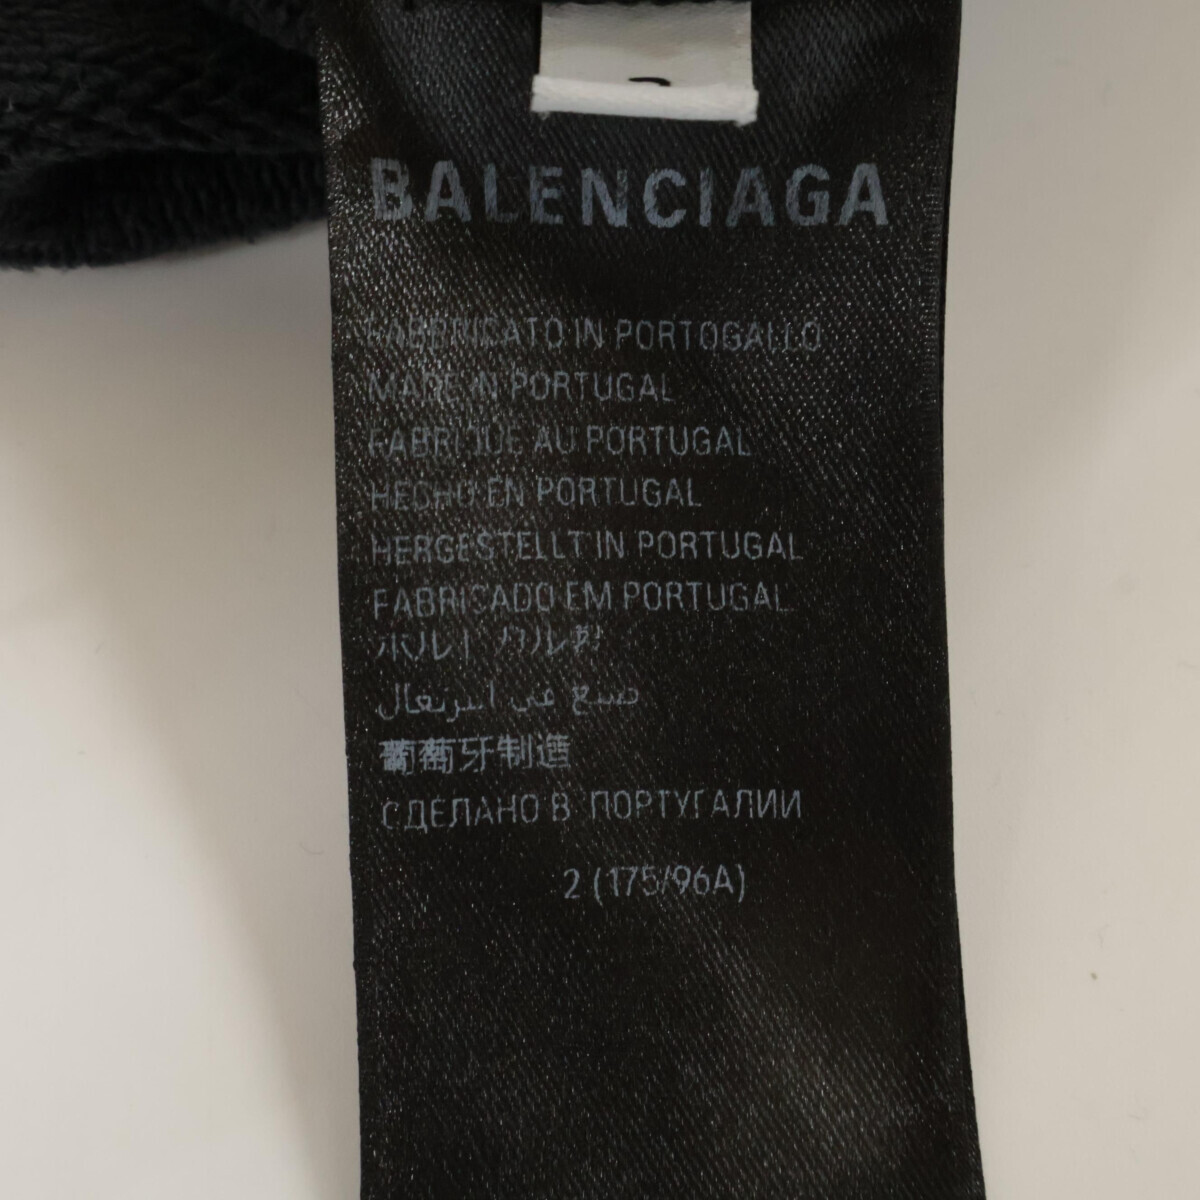 BALENCIAGA
FABBRICATO IN PORTOGALLO
MADE IN PORTUGAL
FABRIQUE AU PORTUGAL
HECHO EN PORTUGAL
HERGESTELLT IN PORTUGAL
FABRICADO EM PORTUGAL
ポルトガル製
صنع في البرتغال
葡萄牙制造
СДЕЛАНО В ПОРТУГАЛИИ
2 (175/96A)